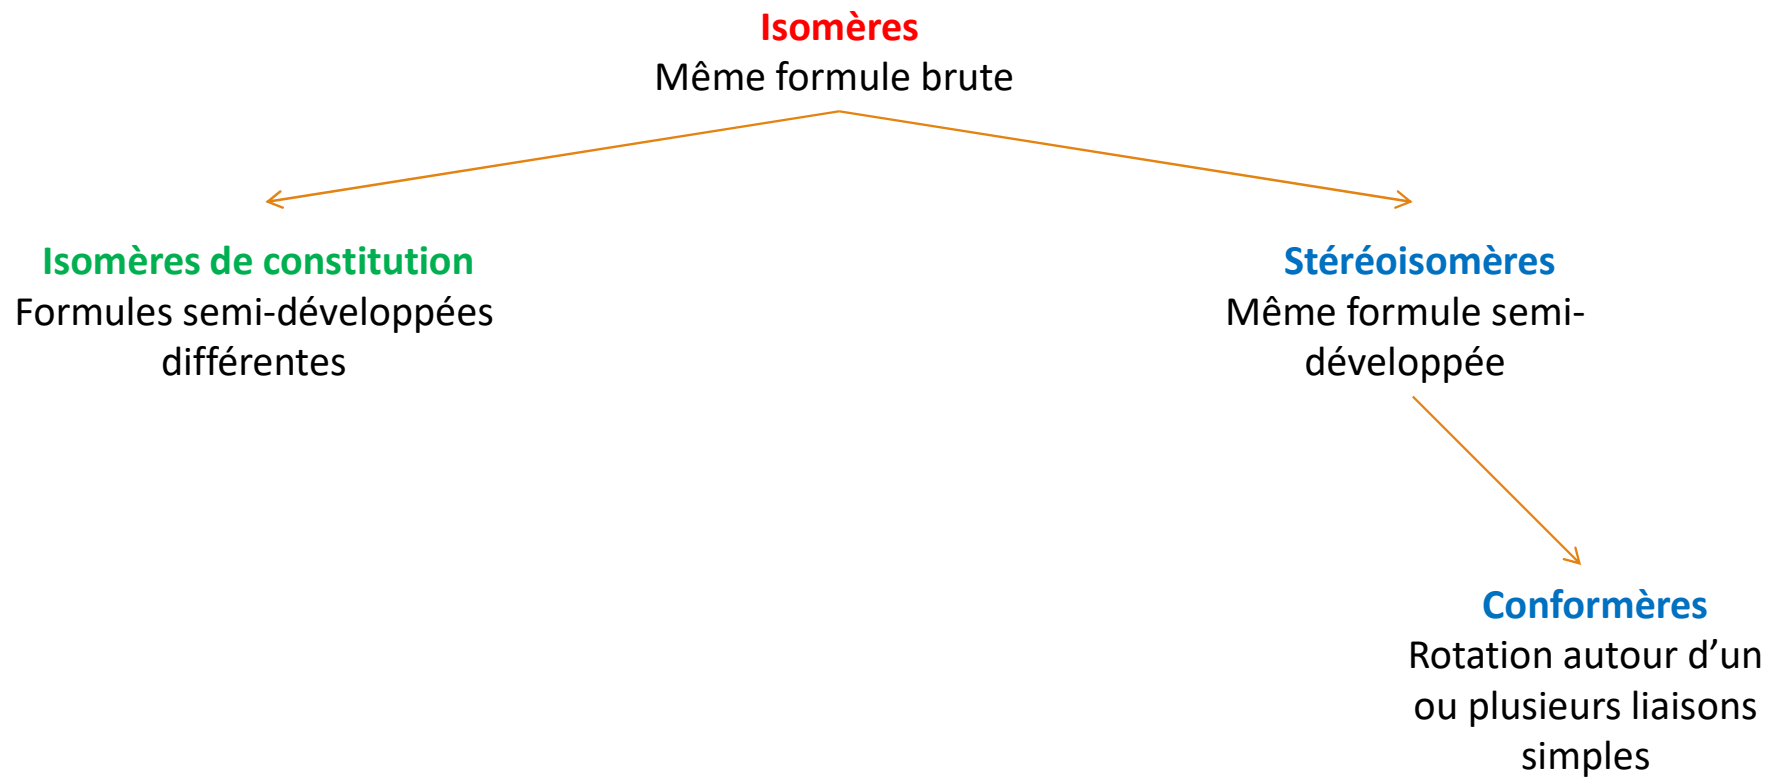 Isomères
Même formule brute
Isomères de constitution
Formules semi-développées
différentes
Stéréoisomères
Même formule semi-
développée
Conformères
Rotation autour d’un
ou plusieurs liaisons
simples